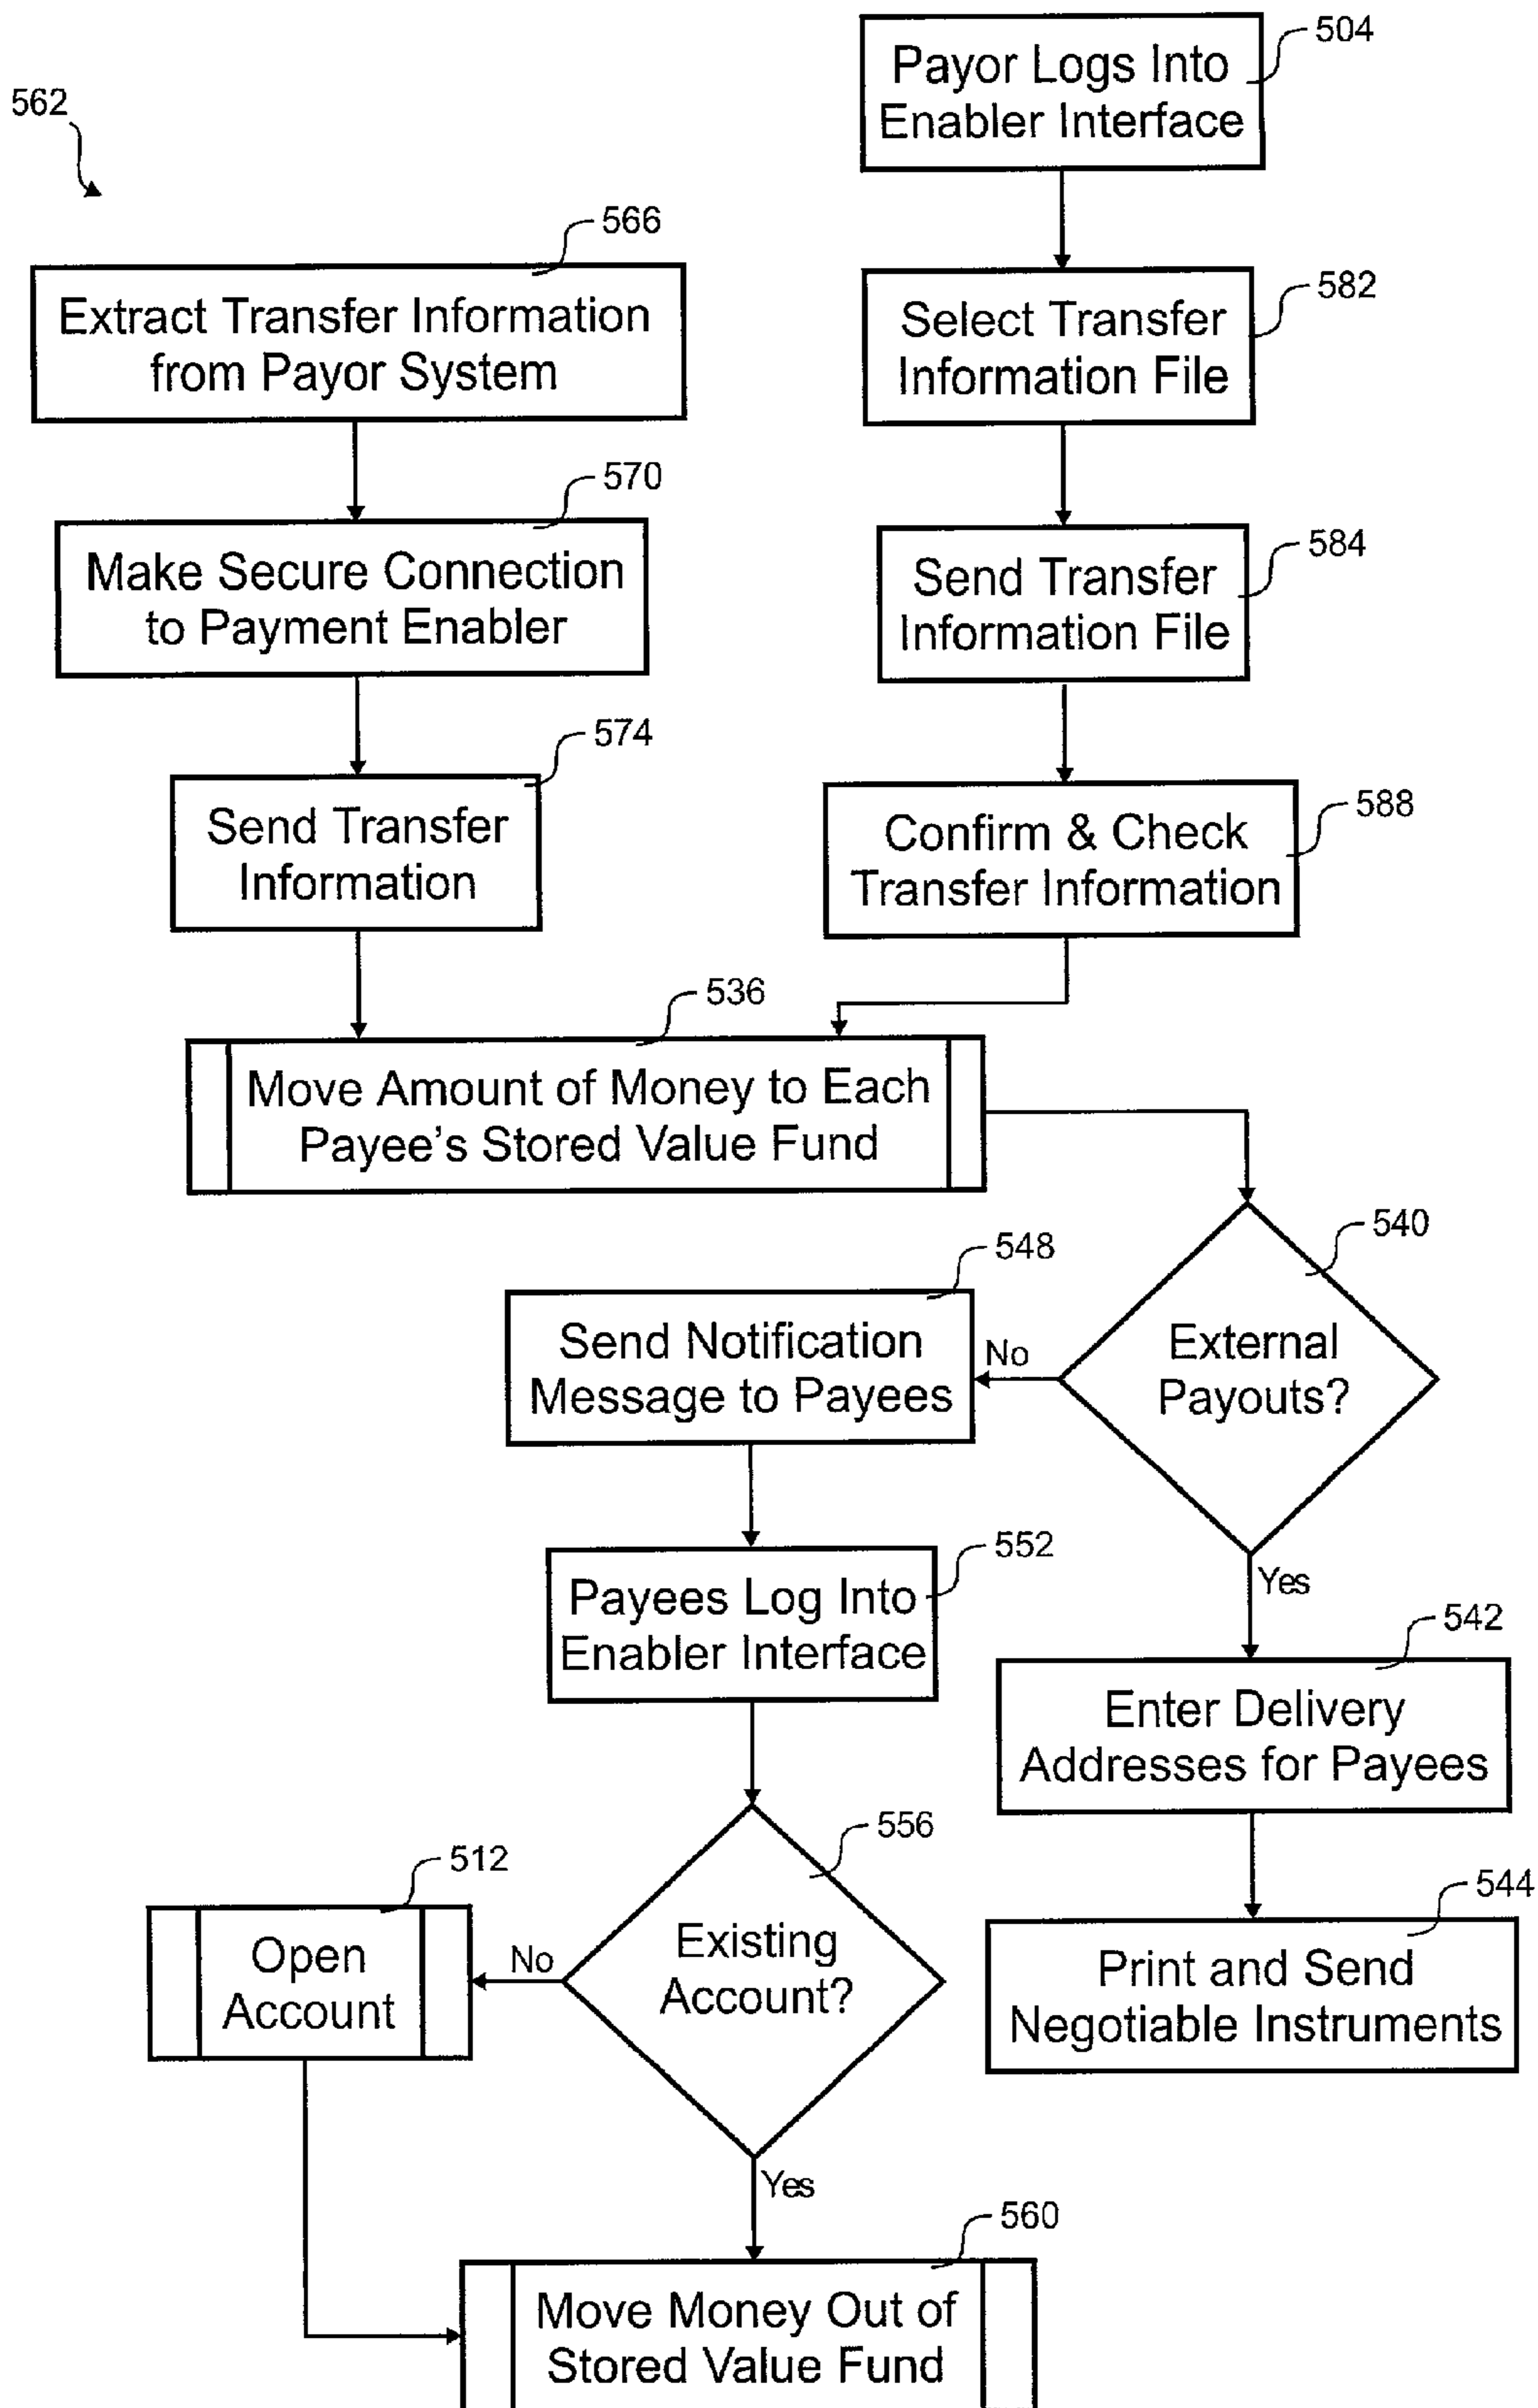 504
Payor Logs Into
Enabler Interface
562
566
Extract Transfer Information
from Payor System
582
Select Transfer
Information File
570
Make Secure Connection
to Payment Enabler
584
Send Transfer
Information File
574
Send Transfer
Information
588
Confirm & Check
Transfer Information
536
Move Amount of Money to Each
Payee's Stored Value Fund
540
External
Payouts?
No
Yes
548
Send Notification
Message to Payees
552
Payees Log Into
Enabler Interface
542
Enter Delivery
Addresses for Payees
556
Existing
Account?
No
Yes
512
Open
Account
544
Print and Send
Negotiable Instruments
560
Move Money Out of
Stored Value Fund